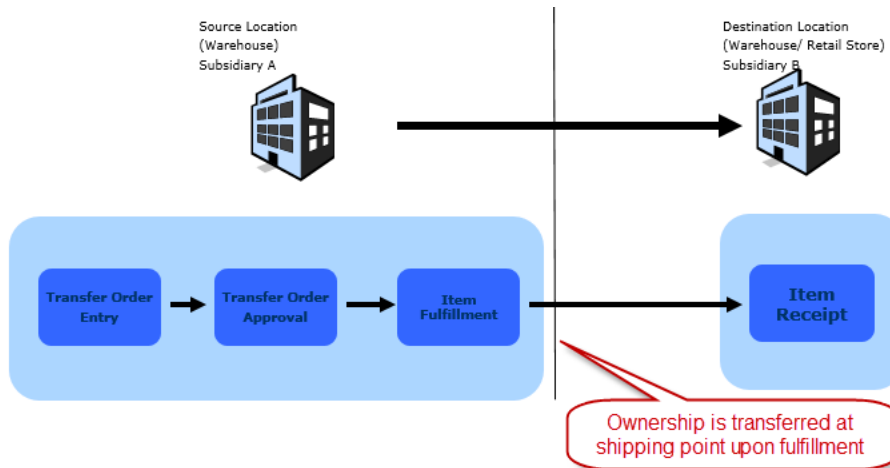 Source Location
(Warehouse)
Subsidiary A
Destination Location
(Warehouse/ Retail Store)
Subsidiary B
Transfer Order
Entry
Transfer Order
Approval
Item
Fulfillment
Item
Receipt
Ownership is transferred at
shipping point upon fulfillment